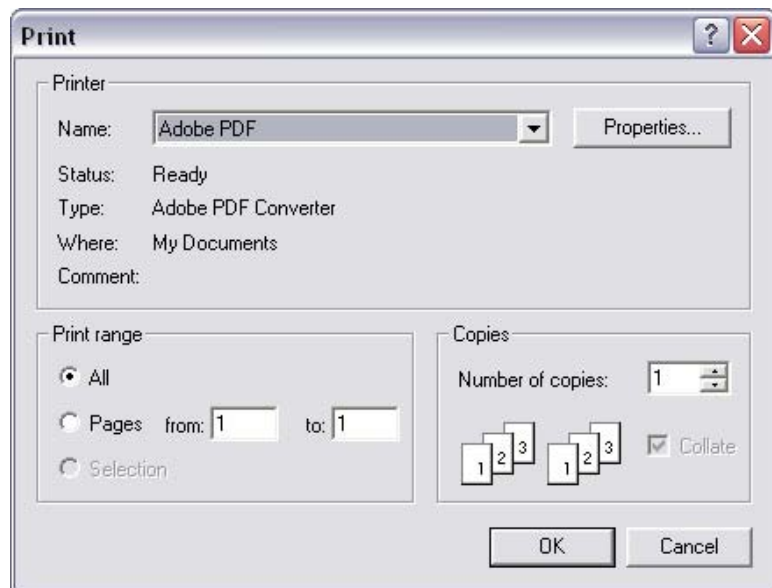 Print
Printer
Name: Adobe PDF Properties...
Status: Ready
Type: Adobe PDF Converter
Where: My Documents
Comment:
Print range
All
Pages from: 1 to: 1
Selection
Copies
Number of copies: 1
1 2 3 1 2 3 Collate
OK Cancel